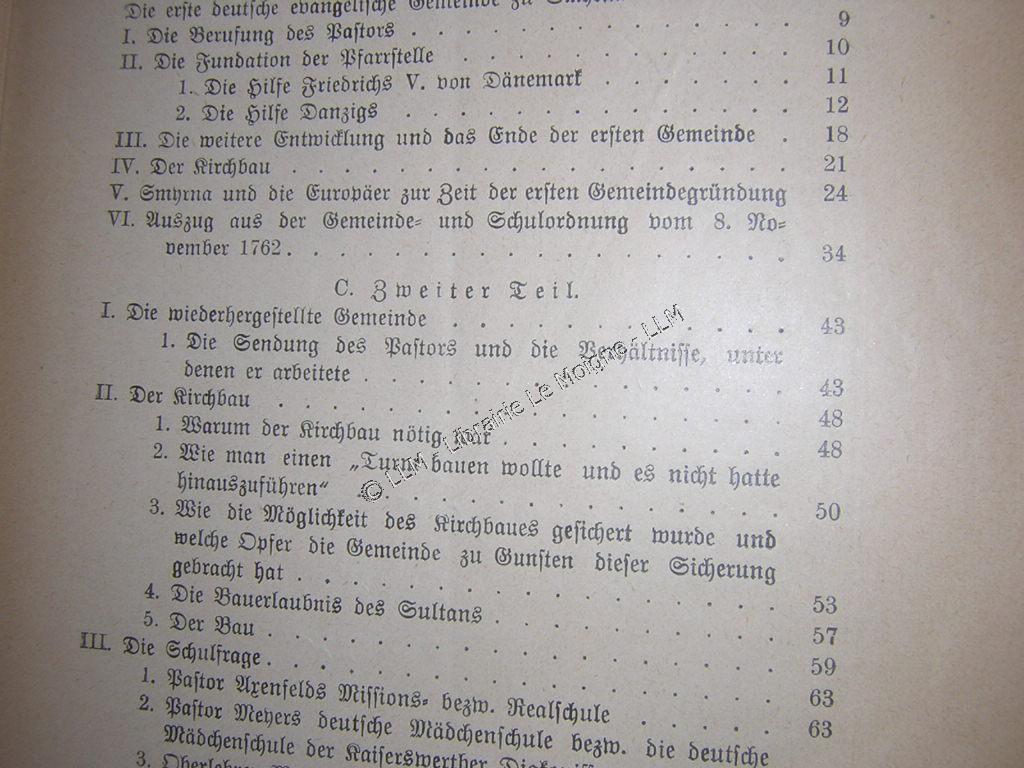 Die erste deutsche evangelische Gemeinde zu
I. Die Berufung des Pastors . . . . . . . . . . . . . . 9
II. Die Fundation der Pfarrstelle . . . . . . . . . . . . 10
1. Die Hilfe Friedrichs V. von Dänemark . . . . . . . 11
2. Die Hilfe Danzigs . . . . . . . . . . . . . . 12
III. Die weitere Entwicklung und das Ende der ersten Gemeinde . 18
IV. Der Kirchbau . . . . . . . . . . . . . . . . . 21
V. Smyrna und die Europäer zur Zeit der ersten Gemeindegründung 24
VI. Auszug aus der Gemeinde- und Schulordnung vom 8. No-
vember 1762 . . . . . . . . . . . . . . . . . 34
C. Zweiter Teil.
I. Die wiederhergestellte Gemeinde . . . . . . . . . . . . 43
1. Die Sendung des Pastors und die Verhältnisse, unter
denen er arbeitete . . . . . . . . . . . . . . 43
II. Der Kirchbau . . . . . . . . . . . . . . . . . . 48
1. Warum der Kirchbau nötig war . . . . . . . . . . 48
2. Wie man einen „Turm bauen wollte und es nicht hatte
hinauszuführen“ . . . . . . . . . . . . . . . 50
3. Wie die Möglichkeit des Kirchbaues gesichert wurde und
welche Opfer die Gemeinde zu Gunsten dieser Sicherung
gebracht hat . . . . . . . . . . . . . . . . 53
4. Die Bauerlaubnis des Sultans . . . . . . . . . . . 57
5. Der Bau . . . . . . . . . . . . . . . . . . 59
III. Die Schulfrage . . . . . . . . . . . . . . . . . . 63
1. Pastor Axenfelds Missions- bezw. Realschule . . . . . 63
2. Pastor Meyers deutsche Mädchenschule bezw. die deutsche
Mädchenschule der Kaiserswerther
3.
© LLM - Librairie Le Moigne - LLM